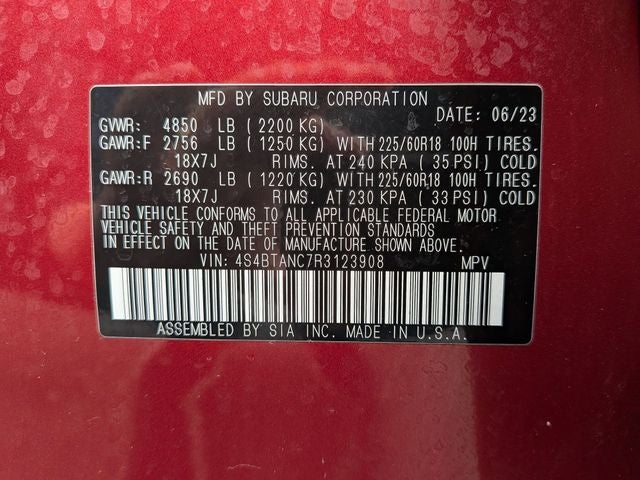 MFD BY SUBARU CORPORATION
DATE: 06/23
GVWR: 4850 LB (2200 KG)
GAWR:F 2756 LB (1250 KG) WITH 225/60R18 100H TIRES.
18X7J RIMS. AT 240 KPA (35 PSI) COLD
GAWR:R 2690 LB (1220 KG) WITH 225/60R18 100H TIRES.
18X7J RIMS. AT 230 KPA (33 PSI) COLD
THIS VEHICLE CONFORMS TO ALL APPLICABLE FEDERAL MOTOR
VEHICLE SAFETY AND THEFT PREVENTION STANDARDS
IN EFFECT ON THE DATE OF MANUFACTURE SHOWN ABOVE.
VIN: 4S4BTANC7R3123908 MPV
ASSEMBLED BY SIA INC. MADE IN U.S.A.